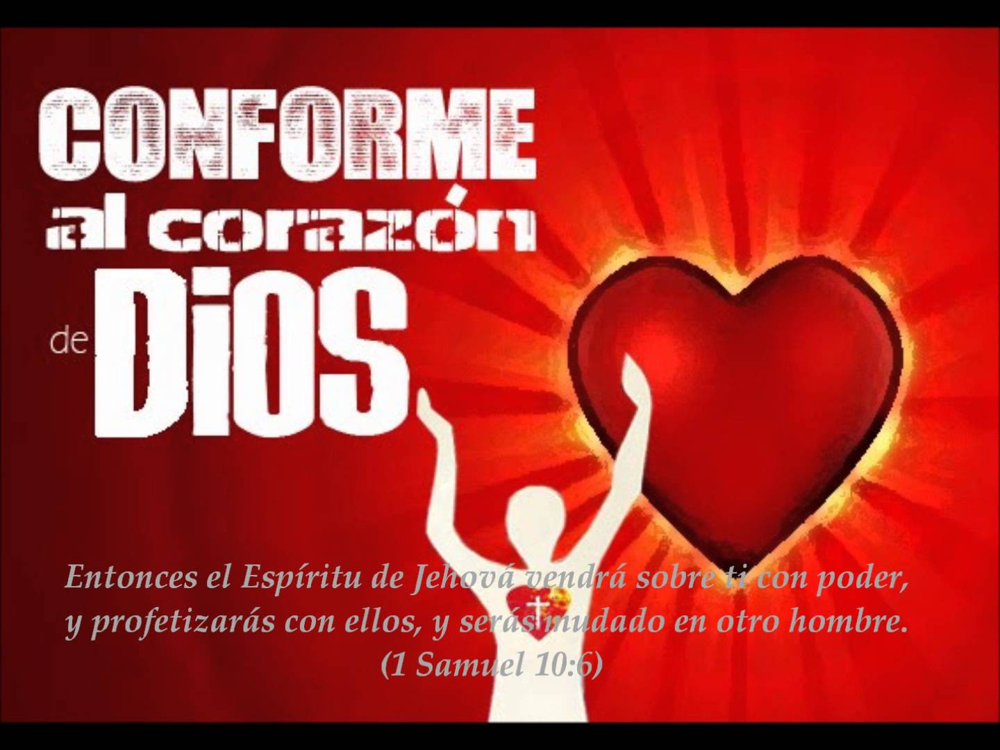 CONFORME
al corazón
de DiOS
Entonces el Espíritu de Jehová vendrá sobre ti con poder,
y profetizarás con ellos, y serás mudado en otro hombre.
(1 Samuel 10:6)